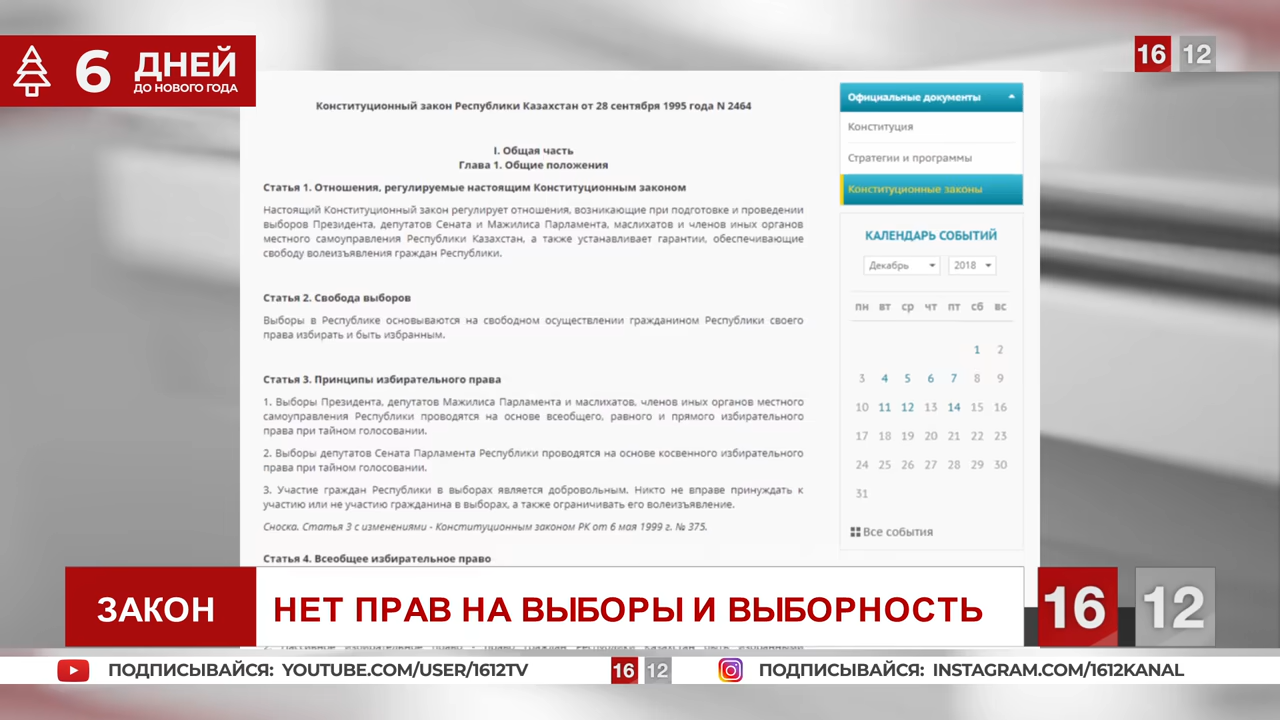 6 ДНЕЙ
ДО НОВОГО ГОДА
16 12
Конституционный закон Республики Казахстан от 28 сентября 1995 года N 2464
I. Общая часть
Глава 1. Общие положения
Статья 1. Отношения, регулируемые настоящим Конституционным законом
Настоящий Конституционный закон регулирует отношения, возникающие при подготовке и проведении
выборов Президента, депутатов Сената и Мажилиса Парламента, маслихатов и членов иных органов
местного самоуправления Республики Казахстан, а также устанавливает гарантии, обеспечивающие
свободу волеизъявления граждан Республики.
Статья 2. Свобода выборов
Выборы в Республике основываются на свободном осуществлении гражданином Республики своего
права избирать и быть избранным.
Статья 3. Принципы избирательного права
1. Выборы Президента, депутатов Мажилиса Парламента и маслихатов, членов иных органов местного
самоуправления Республики проводятся на основе всеобщего, равного и прямого избирательного
права при тайном голосовании.
2. Выборы депутатов Сената Парламента Республики проводятся на основе косвенного избирательного
права при тайном голосовании.
3. Участие граждан Республики в выборах является добровольным. Никто не вправе принуждать к
участию или не участию гражданина в выборах, а также ограничивать его волеизъявление.
Сноска. Статья 3 с изменениями - Конституционным законом РК от 6 мая 1999 г. № 375.
Статья 4. Всеобщее избирательное право
Официальные документы
Конституция
Стратегии и программы
Конституционные законы
КАЛЕНДАРЬ СОБЫТИЙ
Декабрь 2018
пн вт ср чт пт сб вс
1 2
3 4 5 6 7 8 9
10 11 12 13 14 15 16
17 18 19 20 21 22 23
24 25 26 27 28 29 30
31
Все события
ЗАКОН НЕТ ПРАВ НА ВЫБОРЫ И ВЫБОРНОСТЬ 16 12
ПОДПИСЫВАЙСЯ: YOUTUBE.COM/USER/1612TV 16 12 ПОДПИСЫВАЙСЯ: INSTAGRAM.COM/1612KANAL